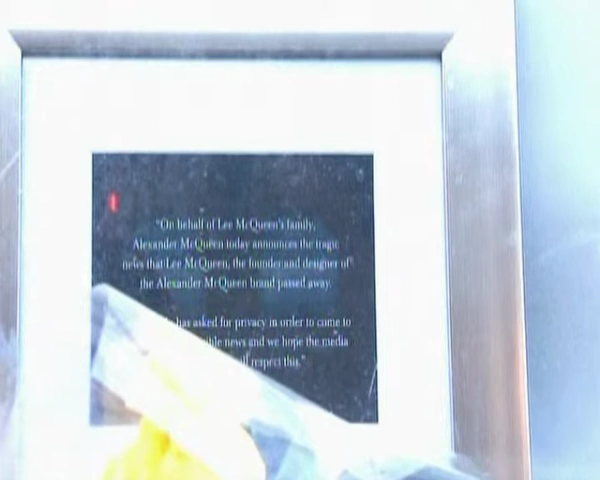 "On behalf of Lee McQueen's family,
Alexander McQueen today announces the tragic
news that Lee McQueen, the founder and designer of
the Alexander McQueen brand passed away.
has asked for privacy in order to come to
news and we hope the media
respect this."